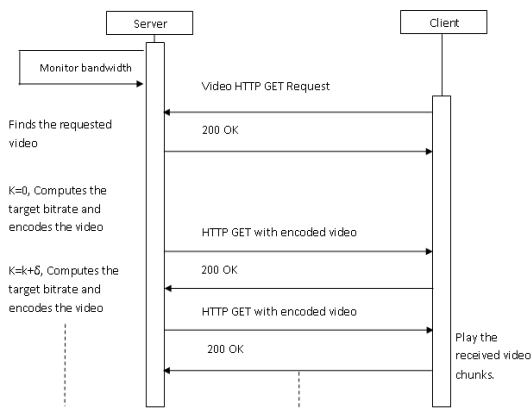 Server
Client
Monitor bandwidth
Video HTTP GET Request
Finds the requested
video
200 OK
K=0, Computes the
target bitrate and
encodes the video
HTTP GET with encoded video
K=k+δ, Computes the
target bitrate and
encodes the video
200 OK
HTTP GET with encoded video
200 OK
Play the
received video
chunks.